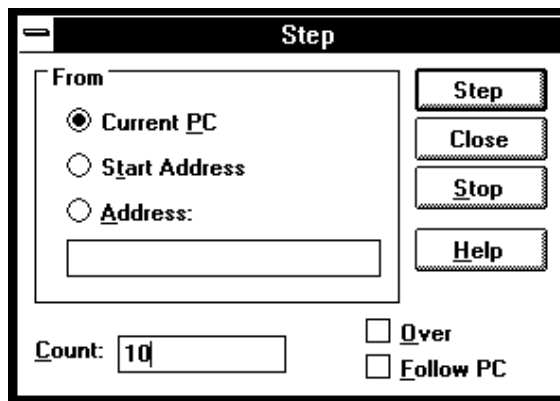 Step
From
Current PC
Start Address
Address:
Step
Close
Stop
Help
Count: 10
Over
Follow PC